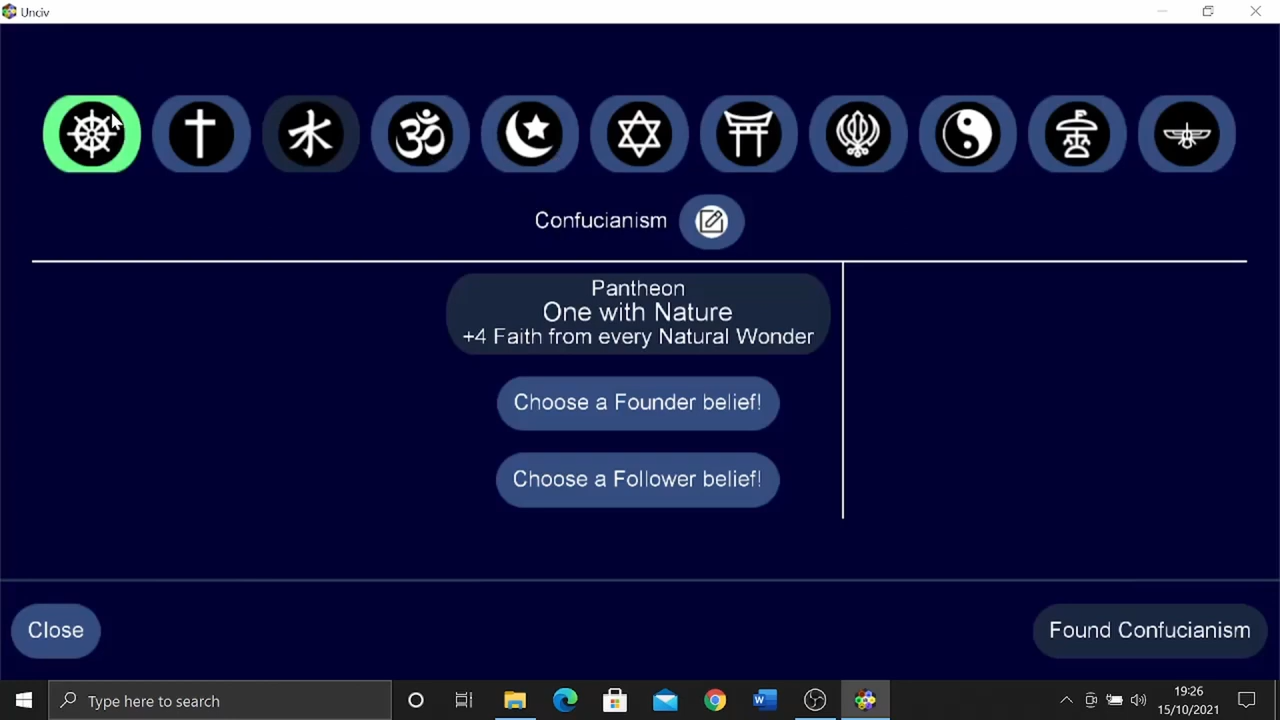 Unciv
Confucianism
Pantheon
One with Nature
+4 Faith from every Natural Wonder
Choose a Founder belief!
Choose a Follower belief!
Close
Found Confucianism
Type here to search
19:26
15/10/2021